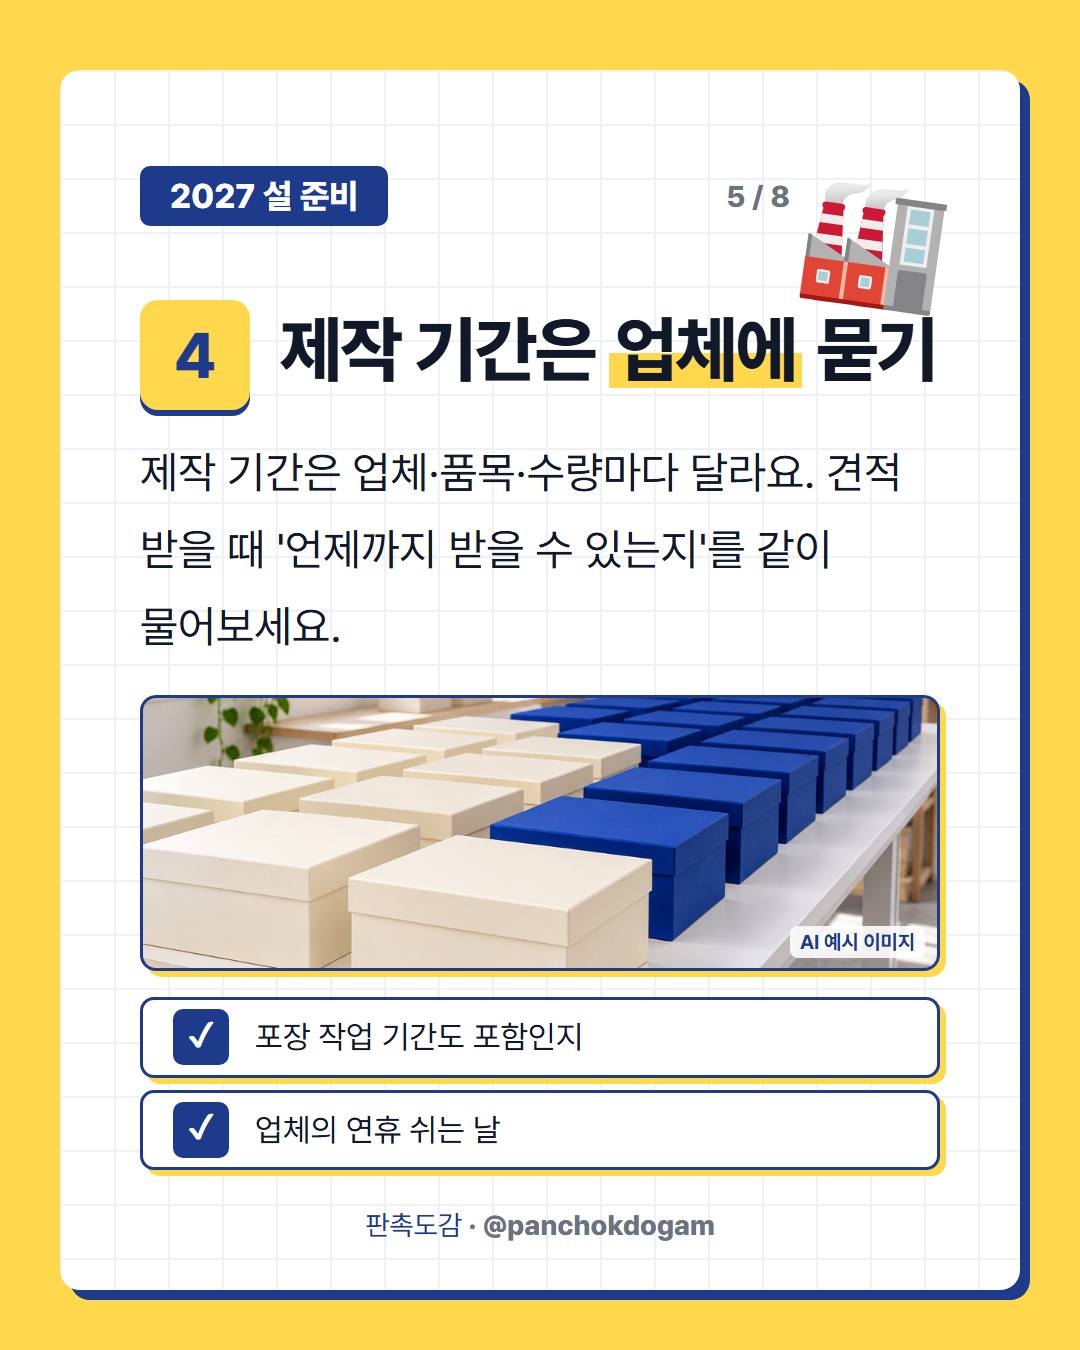 2027 설 준비
5 / 8
4
제작 기간은 업체에 묻기
제작 기간은 업체·품목·수량마다 달라요. 견적
받을 때 '언제까지 받을 수 있는지'를 같이
물어보세요.
AI 예시 이미지
포장 작업 기간도 포함인지
업체의 연휴 쉬는 날
판촉도감 · @panchokdogam